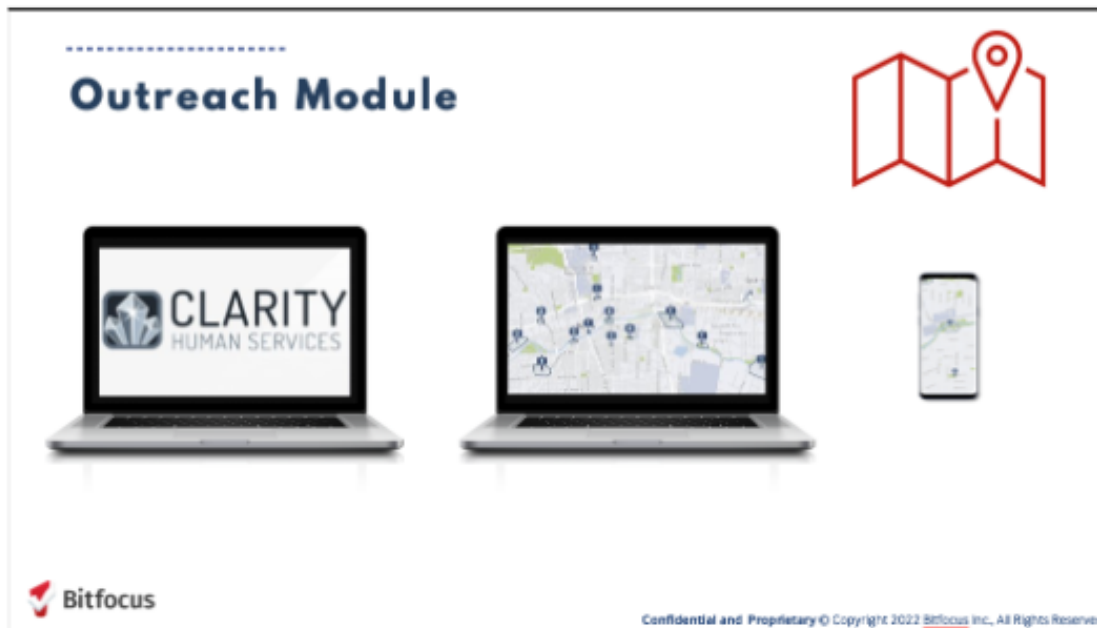 Outreach Module
CLARITY
HUMAN SERVICES
Bitfocus
Confidential and Proprietary © Copyright 2022 Bitfocus Inc., All Rights Reserve